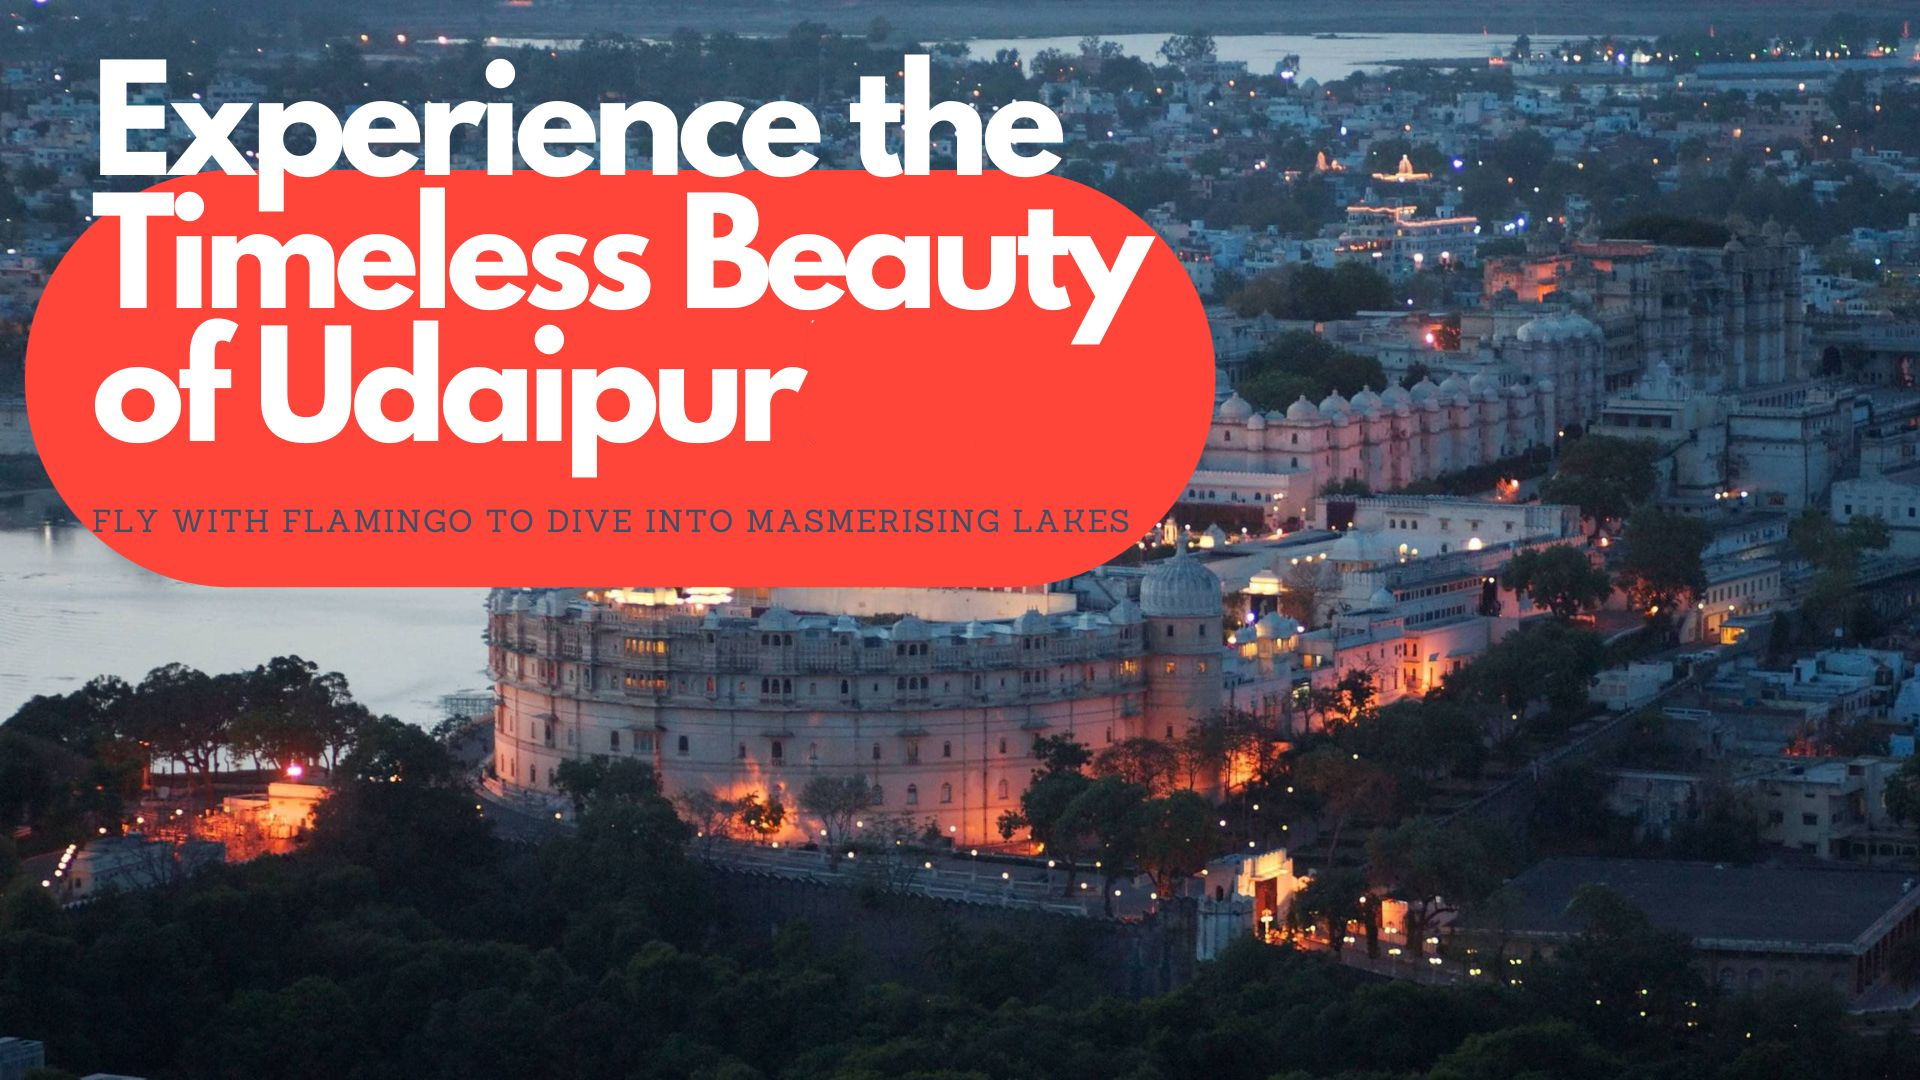 Experience the
Timeless Beauty
of Udaipur
FLY WITH FLAMINGO TO DIVE INTO MASMERISING LAKES